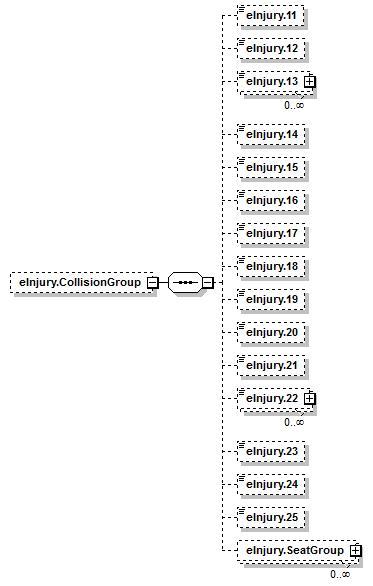 eInjury.11
eInjury.12
eInjury.13
0..∞
eInjury.14
eInjury.15
eInjury.16
eInjury.17
eInjury.18
eInjury.CollisionGroup
eInjury.19
eInjury.20
eInjury.21
eInjury.22
0..∞
eInjury.23
eInjury.24
eInjury.25
eInjury.SeatGroup
0..∞